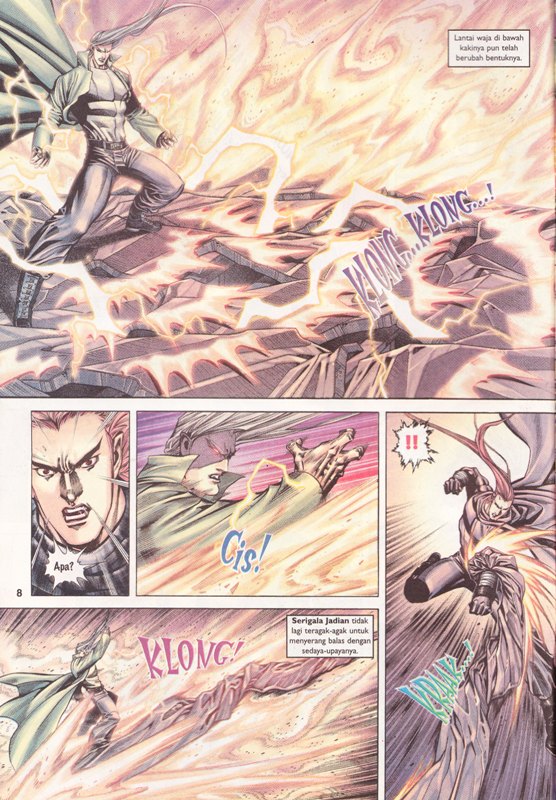 Lantai waja di bawah
kakinya pun telah
berubah bentuknya.
KLONG...KLONG...!
Apa?
Cis!
!!
8
Serigala Jadian tidak
lagi teragak-agak untuk
menyerang balas dengan
sedaya-upayanya.
KLONG!
KRAAK...!